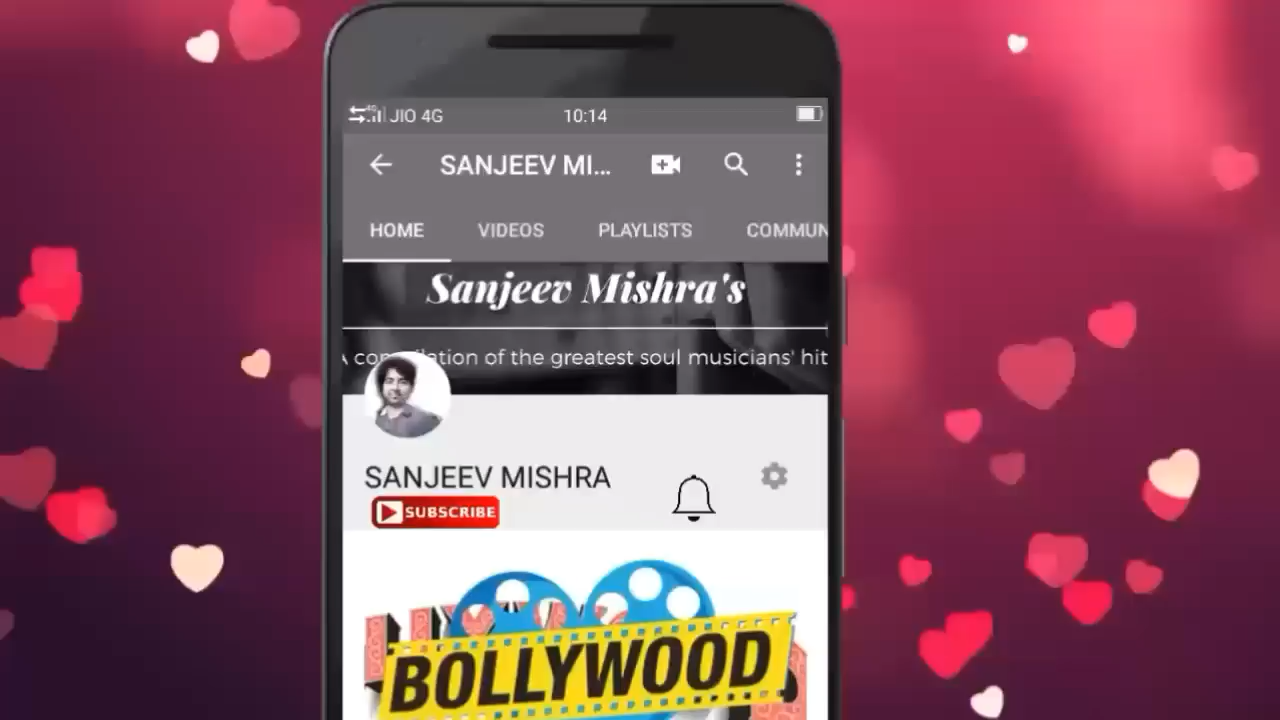 4G JIO 4G 10:14
SANJEEV MI...
HOME VIDEOS PLAYLISTS COMMUN
Sanjeev Mishra's
of the greatest soul musicians' hit
SANJEEV MISHRA
SUBSCRIBE
BOLLYWOOD